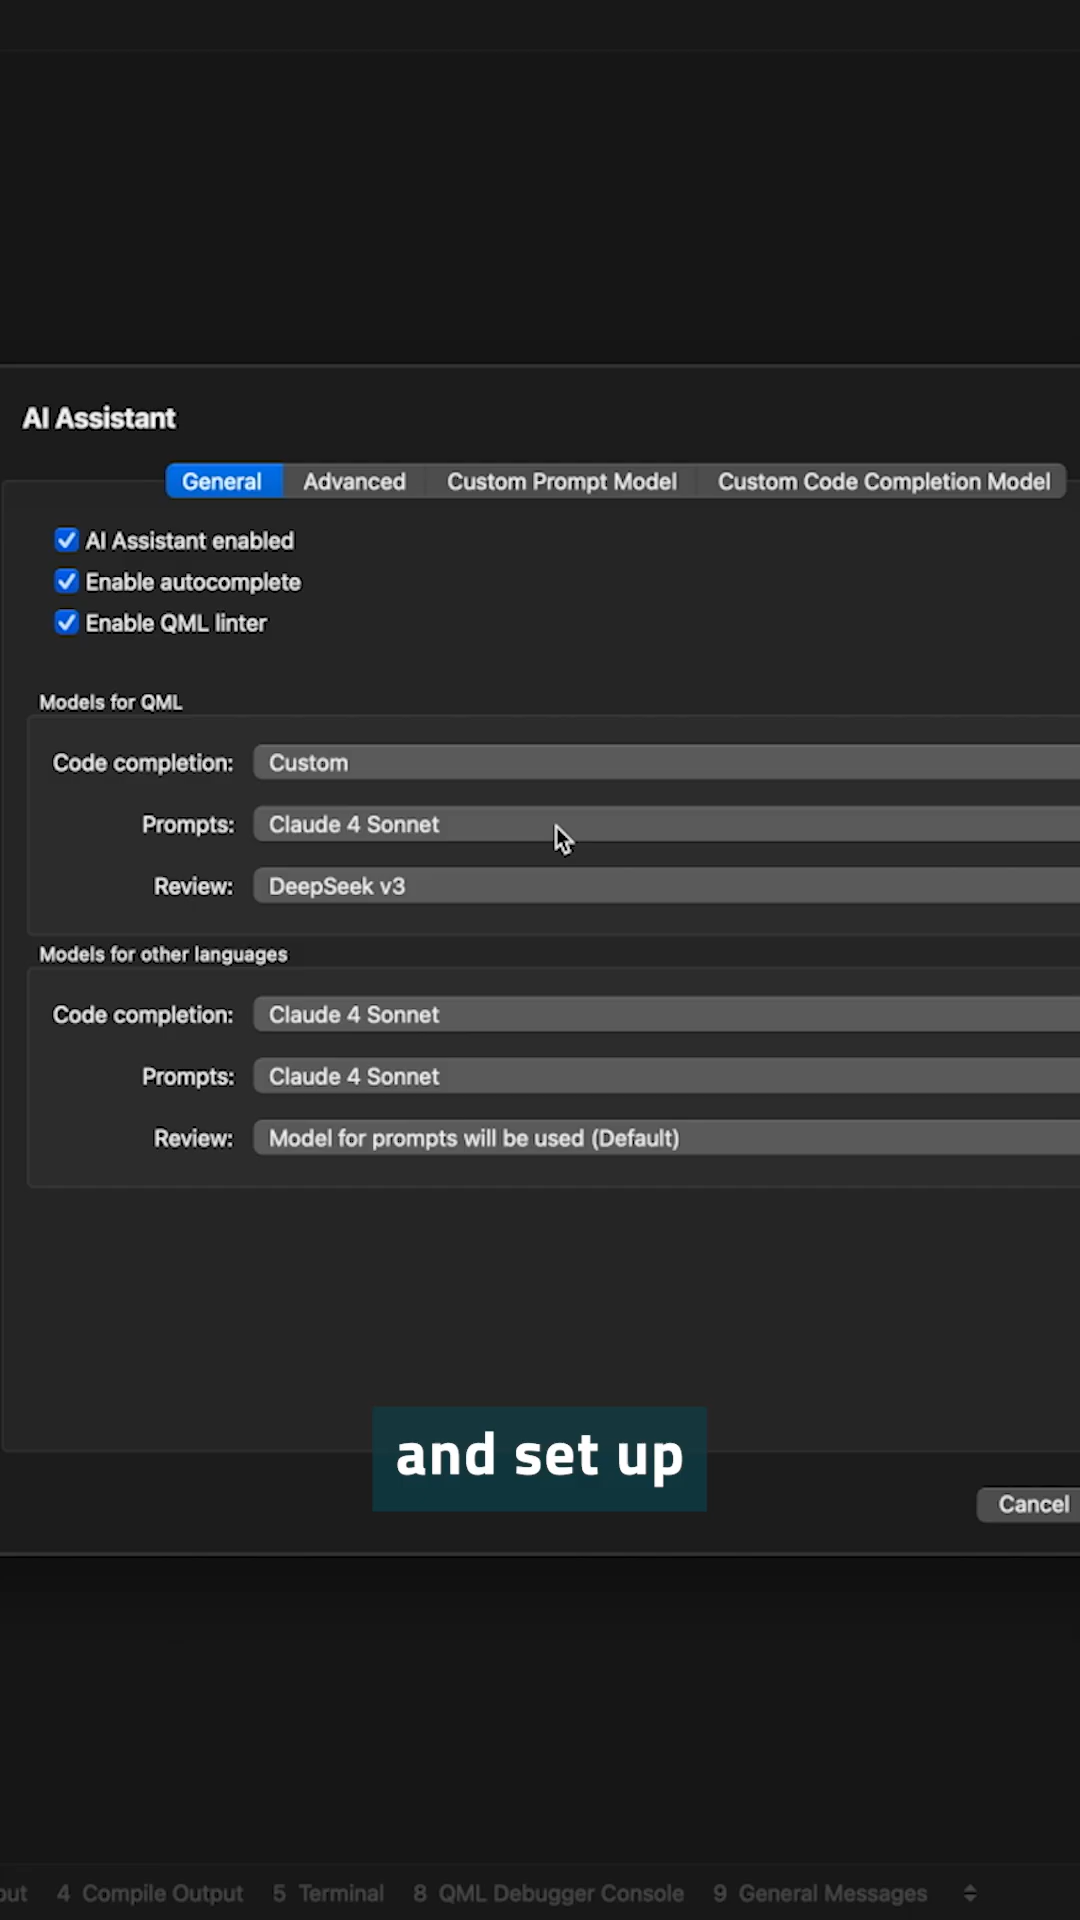 AI Assistant
General Advanced Custom Prompt Model Custom Code Completion Model
AI Assistant enabled
Enable autocomplete
Enable QML linter
Models for QML
Code completion: Custom
Prompts: Claude 4 Sonnet
Review: DeepSeek v3
Models for other languages
Code completion: Claude 4 Sonnet
Prompts: Claude 4 Sonnet
Review: Model for prompts will be used (Default)
and set up
Cancel
out 4 Compile Output 5 Terminal 8 QML Debugger Console 9 General Messages